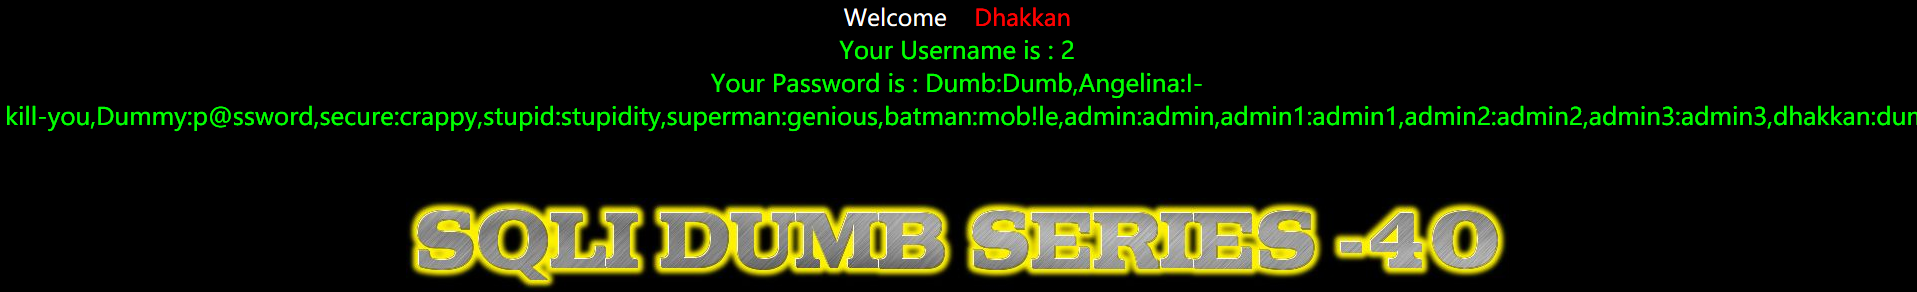 Welcome Dhakkan
Your Username is : 2
Your Password is : Dumb:Dumb,Angelina:I-
kill-you,Dummy:p@ssword,secure:crappy,stupid:stupidity,superman:genious,batman:mob!le,admin:admin,admin1:admin1,admin2:admin2,admin3:admin3,dhakkan:dum
SQLI DUMB SERIES -40